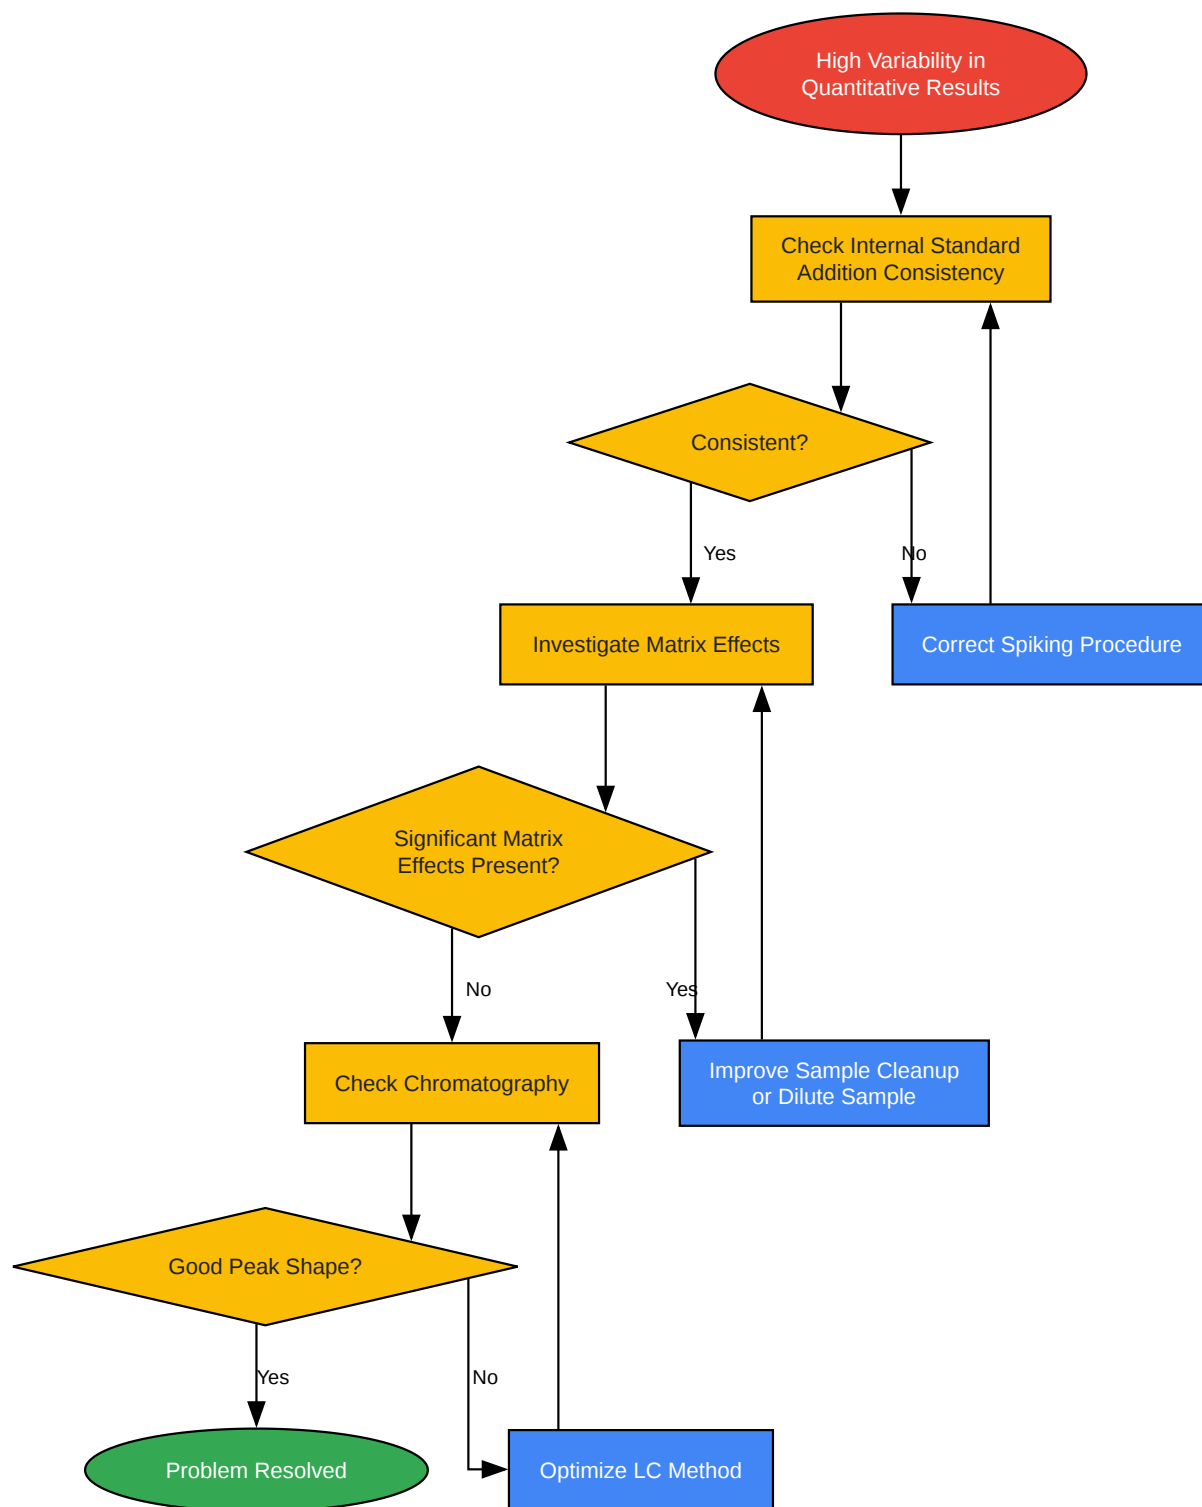 High Variability in
Quantitative Results
Check Internal Standard
Addition Consistency
Consistent?
Yes
No
Investigate Matrix Effects
Correct Spiking Procedure
Significant Matrix
Effects Present?
No
Yes
Check Chromatography
Improve Sample Cleanup
or Dilute Sample
Good Peak Shape?
Yes
No
Problem Resolved
Optimize LC Method